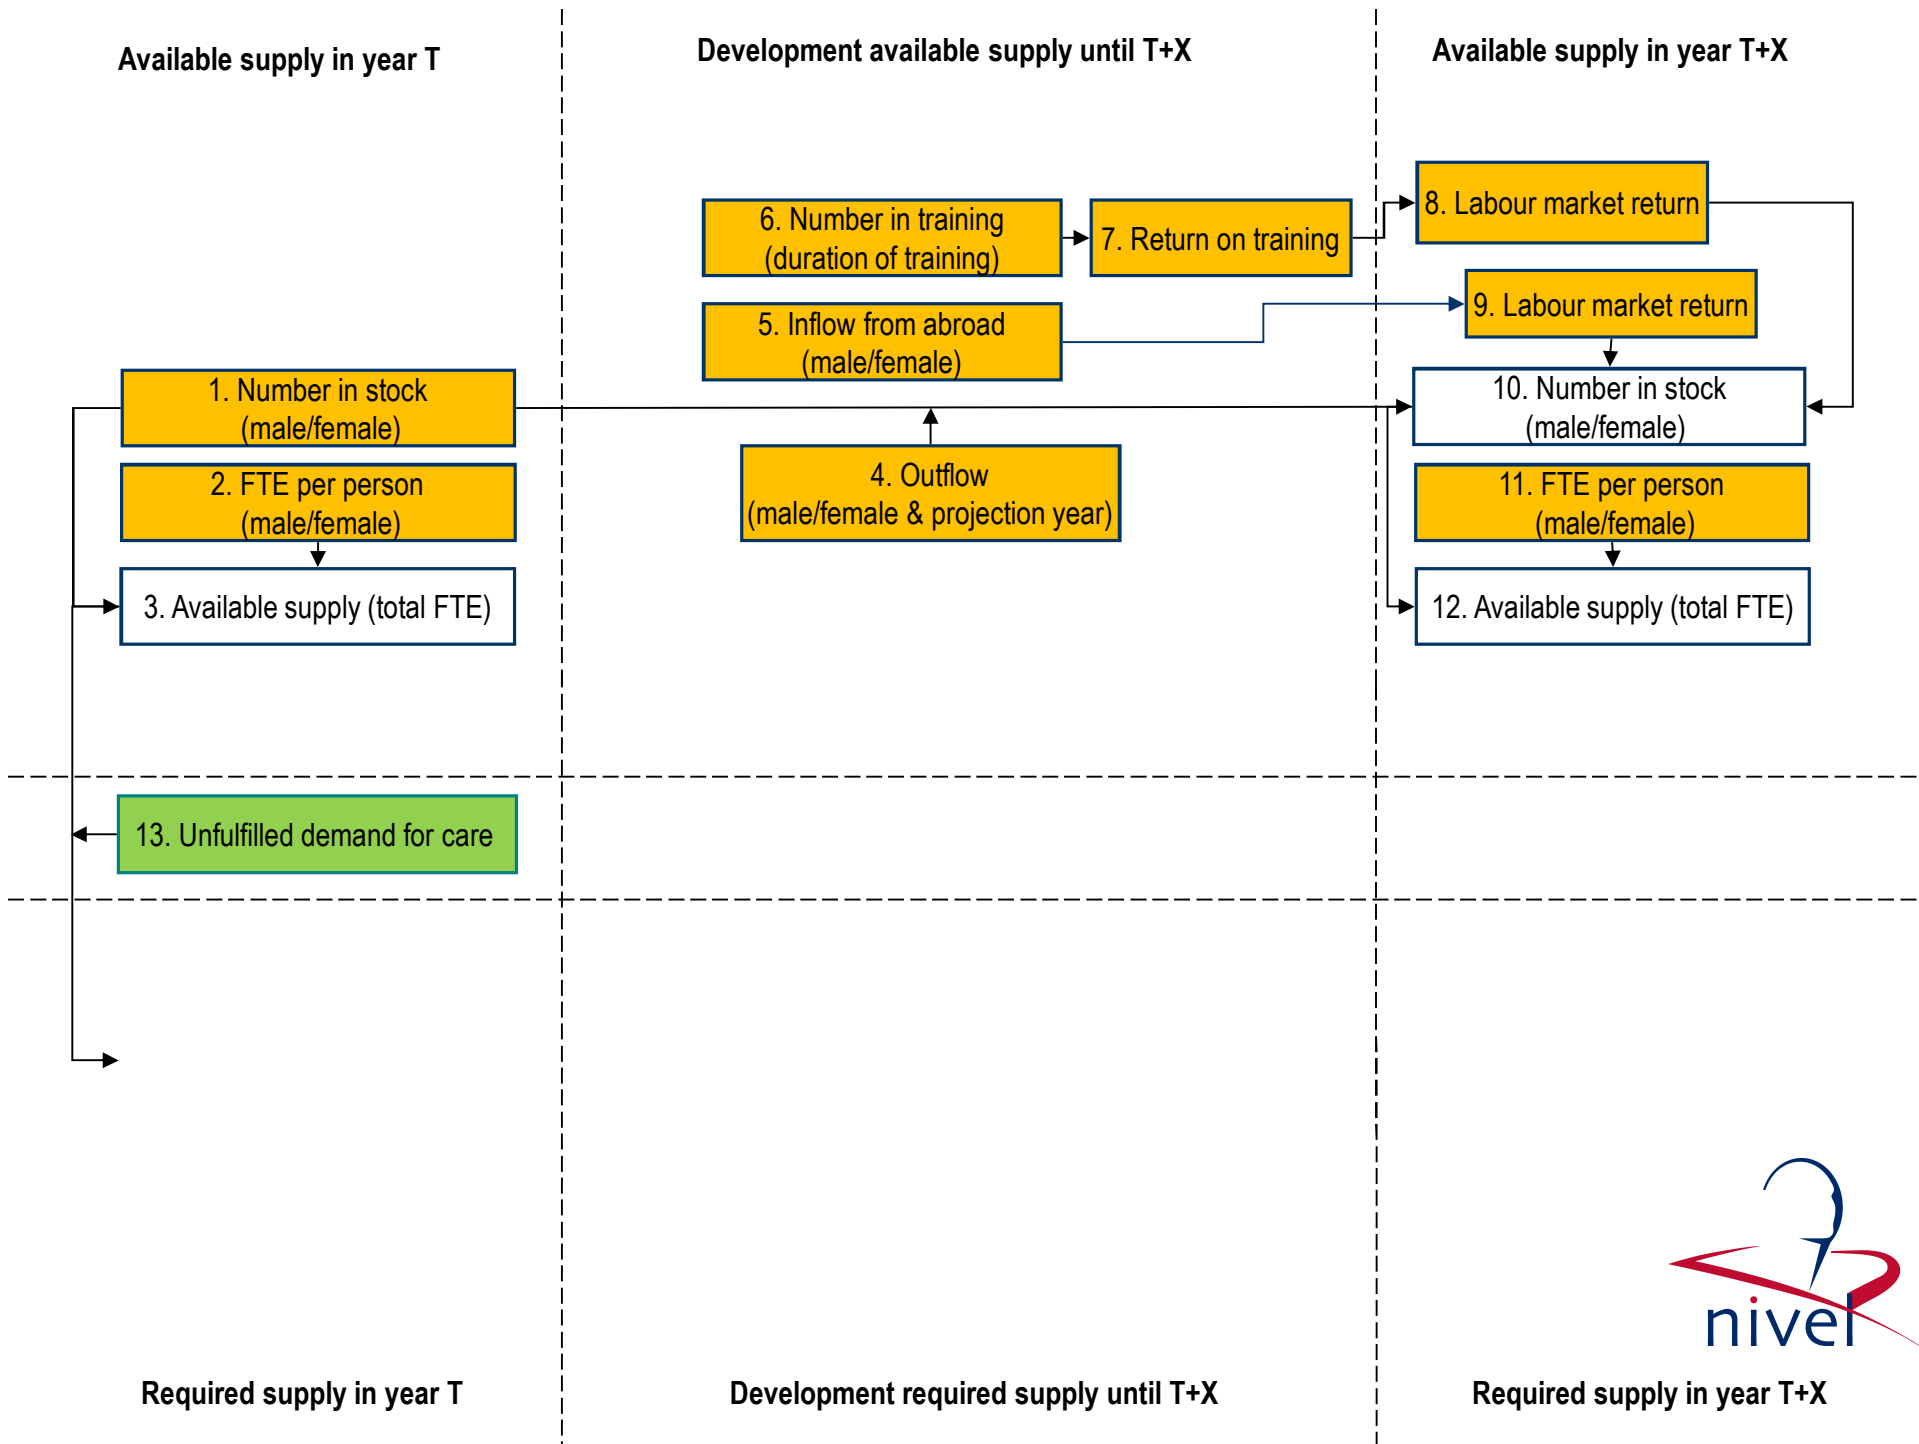 Available supply in year T
Development available supply until T+X
Available supply in year T+X
6. Number in training
(duration of training)
7. Return on training
8. Labour market return
5. Inflow from abroad
(male/female)
9. Labour market return
1. Number in stock
(male/female)
10. Number in stock
(male/female)
2. FTE per person
(male/female)
4. Outflow
(male/female & projection year)
11. FTE per person
(male/female)
3. Available supply (total FTE)
12. Available supply (total FTE)
13. Unfulfilled demand for care
nivel
Required supply in year T
Development required supply until T+X
Required supply in year T+X